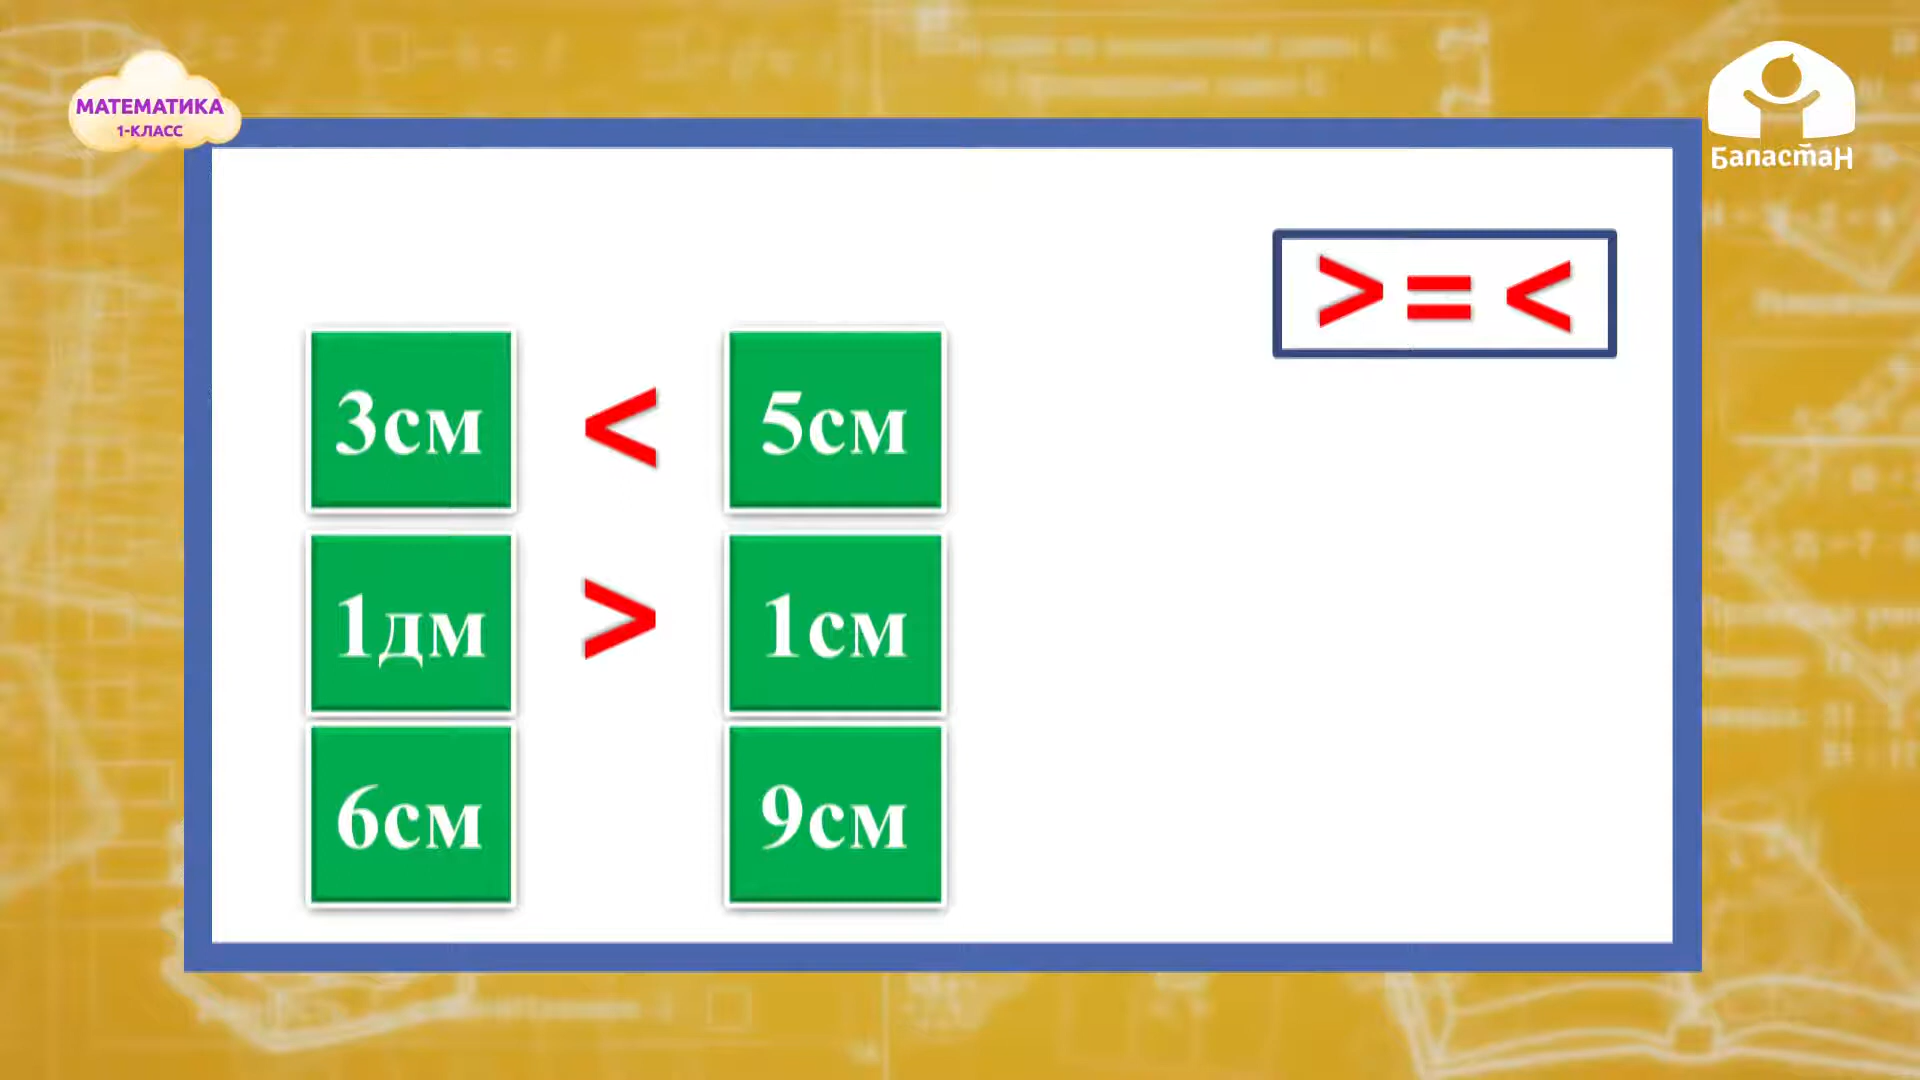 МАТЕМАТИКА
1-КЛАСС
Баластан
> = <
3см < 5см
1дм > 1см
6см 9см